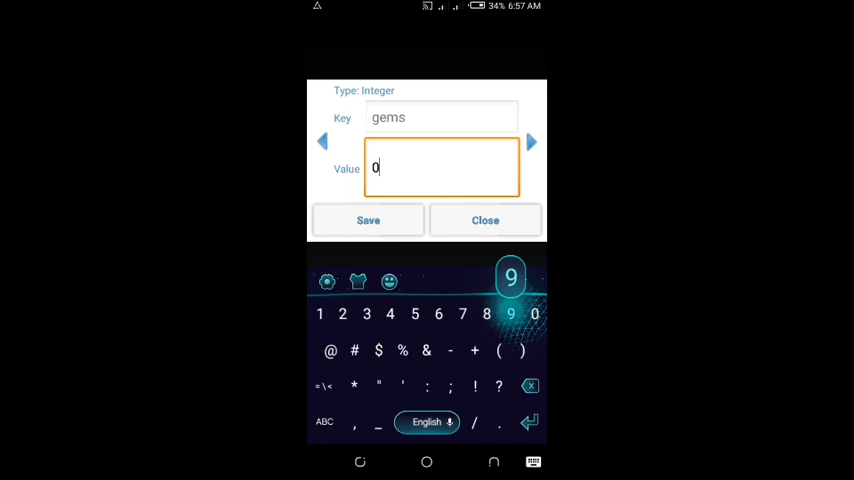 34% 6:57 AM
Type: Integer
Key gems
Value 0
Save Close
9
1 2 3 4 5 6 7 8 9 0
@ # $ % & - + ( )
=\< * " ' : ; ! ?
ABC , _ English / .